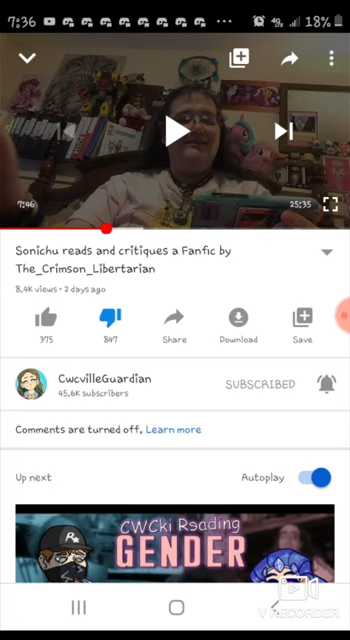 7:36
4G
18%
7:46
25:35
Sonichu reads and critiques a Fanfic by
The_Crimson_Libertarian
8,4K views • 2 days ago
375
847
Share
Download
Save
CwcvilleGuardian
45,6K subscribers
SUBSCRIBED
Comments are turned off. Learn more
Up next
Autoplay
CWCki Reading
GENDER
R
V RECORDER